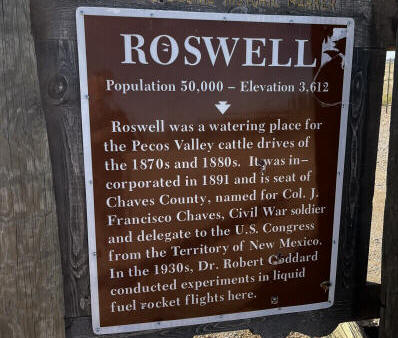 ROSWELL
Population 50,000 – Elevation 3,612
Roswell was a watering place for
the Pecos Valley cattle drives of
the 1870s and 1880s. It was in–
corporated in 1891 and is seat of
Chaves County, named for Col. J.
Francisco Chaves, Civil War soldier
and delegate to the U.S. Congress
from the Territory of New Mexico.
In the 1930s, Dr. Robert Goddard
conducted experiments in liquid
fuel rocket flights here.